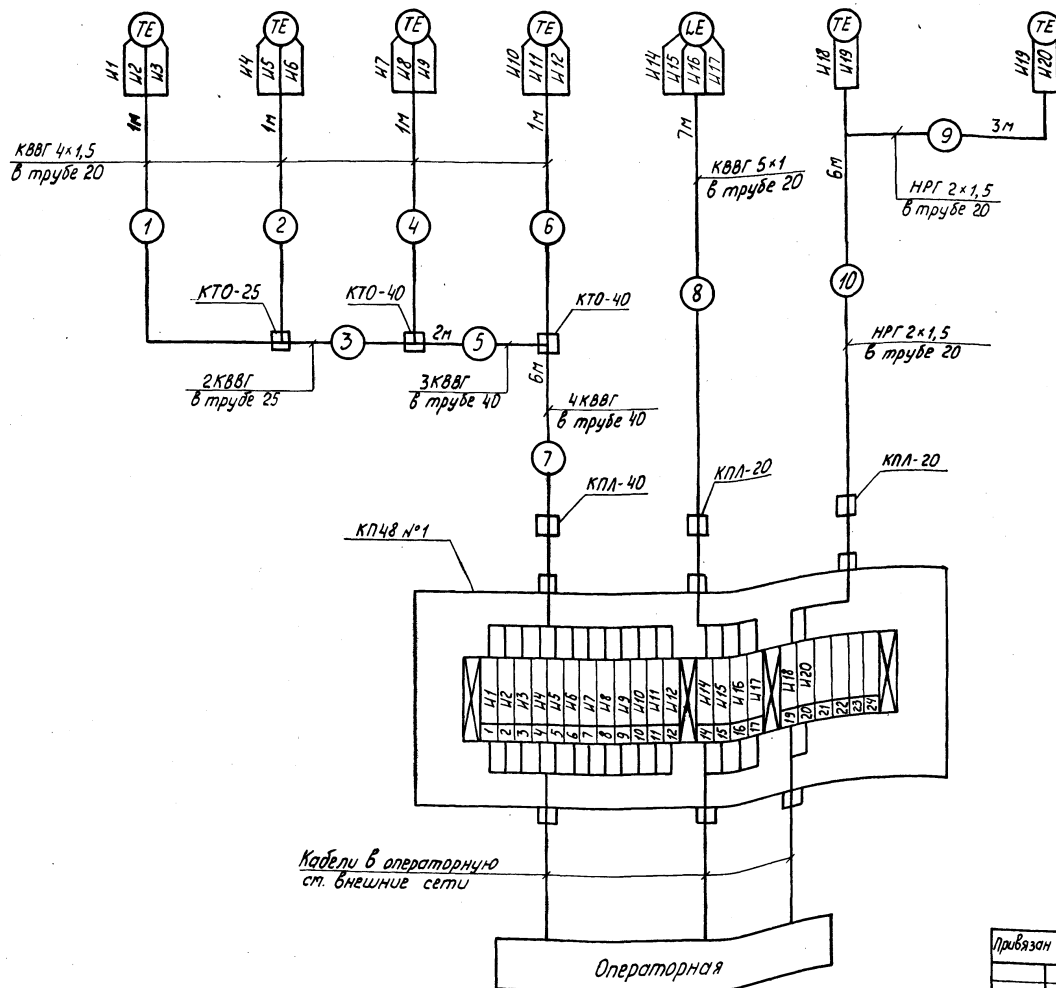 TE TE TE TE LE TE TE
И1 И2 И3 И4 И5 И6 И7 И8 И9 И10 И11 И12 И14 И15 И16 И17 И18 И19 И19 И20
1м 1м 1м 1м 7м 6м
9 3м
КВВГ 4×1,5
в трубе 20
КВВГ 5×1
в трубе 20
НРГ 2×1,5
в трубе 20
1 2 4 6 8 10
КТО-25 КТО-40 КТО-40
3 2м 5
НРГ 2×1,5
в трубе 20
2КВВГ
в трубе 25
3КВВГ
в трубе 40
6м
4КВВГ
в трубе 40
7
КПЛ-40 КПЛ-20 КПЛ-20
КП48 №1
И1 И2 И3 И4 И5 И6 И7 И8 И9 И10 И11 И12 И14 И15 И16 И17 И18 И20
1 2 3 4 5 6 7 8 9 10 11 12 14 15 16 17 19 20 21 22 23 24
Кабели в операторную
см. внешние сети
Операторная
Привязан